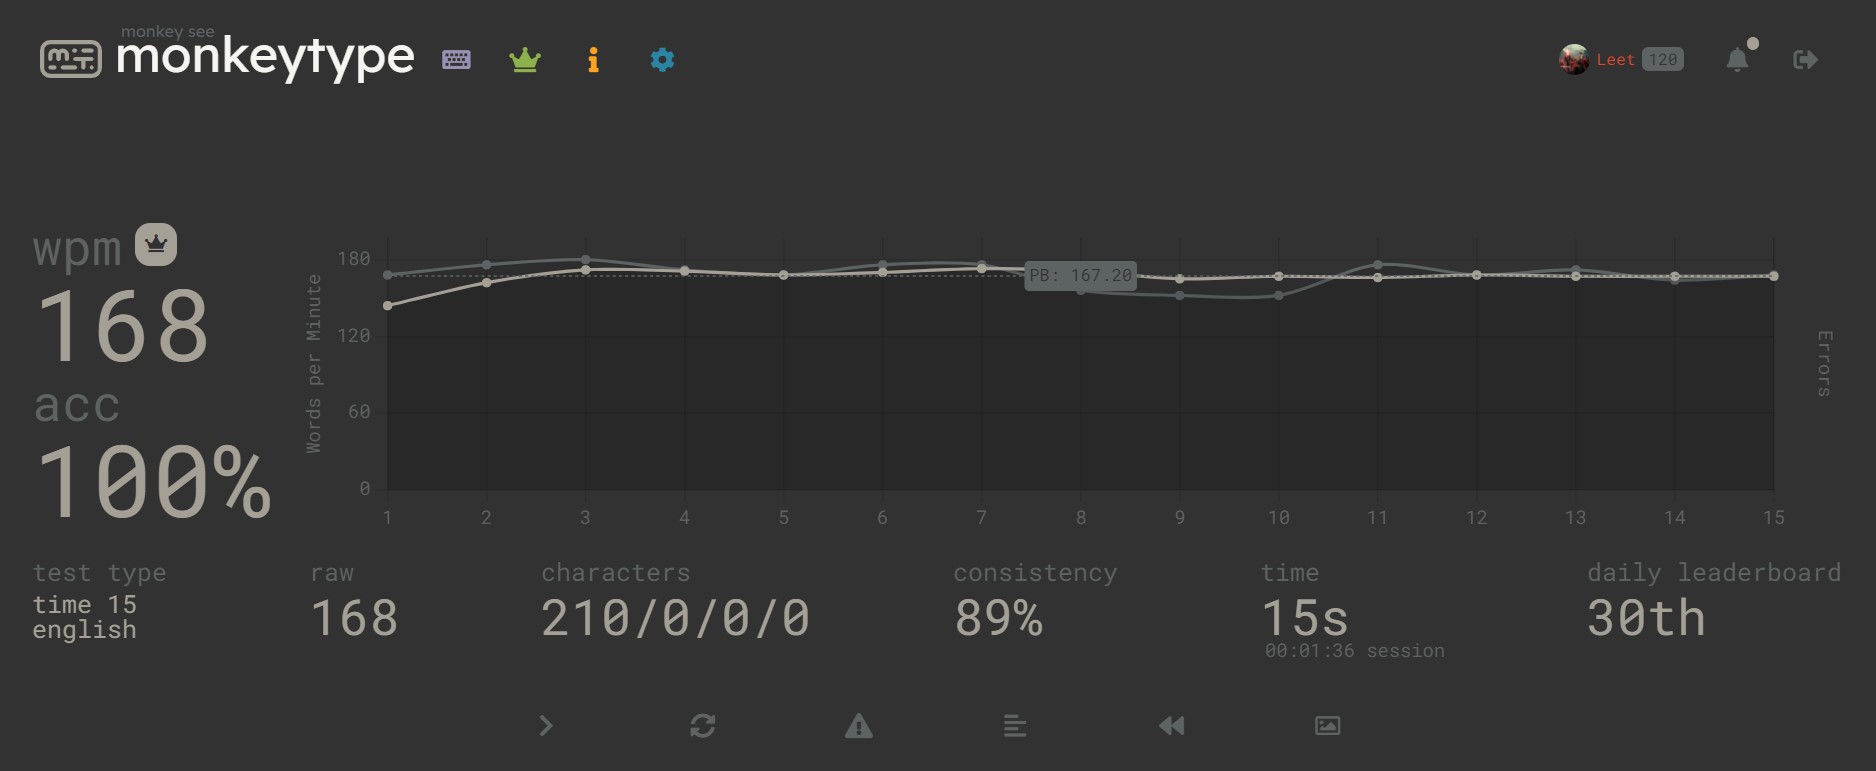 monkey see
monkeytype
Leet 120
wpm
168
acc
100%
Words per Minute
180
120
60
0
PB: 167.20
Errors
1 2 3 4 5 6 7 8 9 10 11 12 13 14 15
test type
time 15
english
raw
168
characters
210/0/0/0
consistency
89%
time
15s
00:01:36 session
daily leaderboard
30th